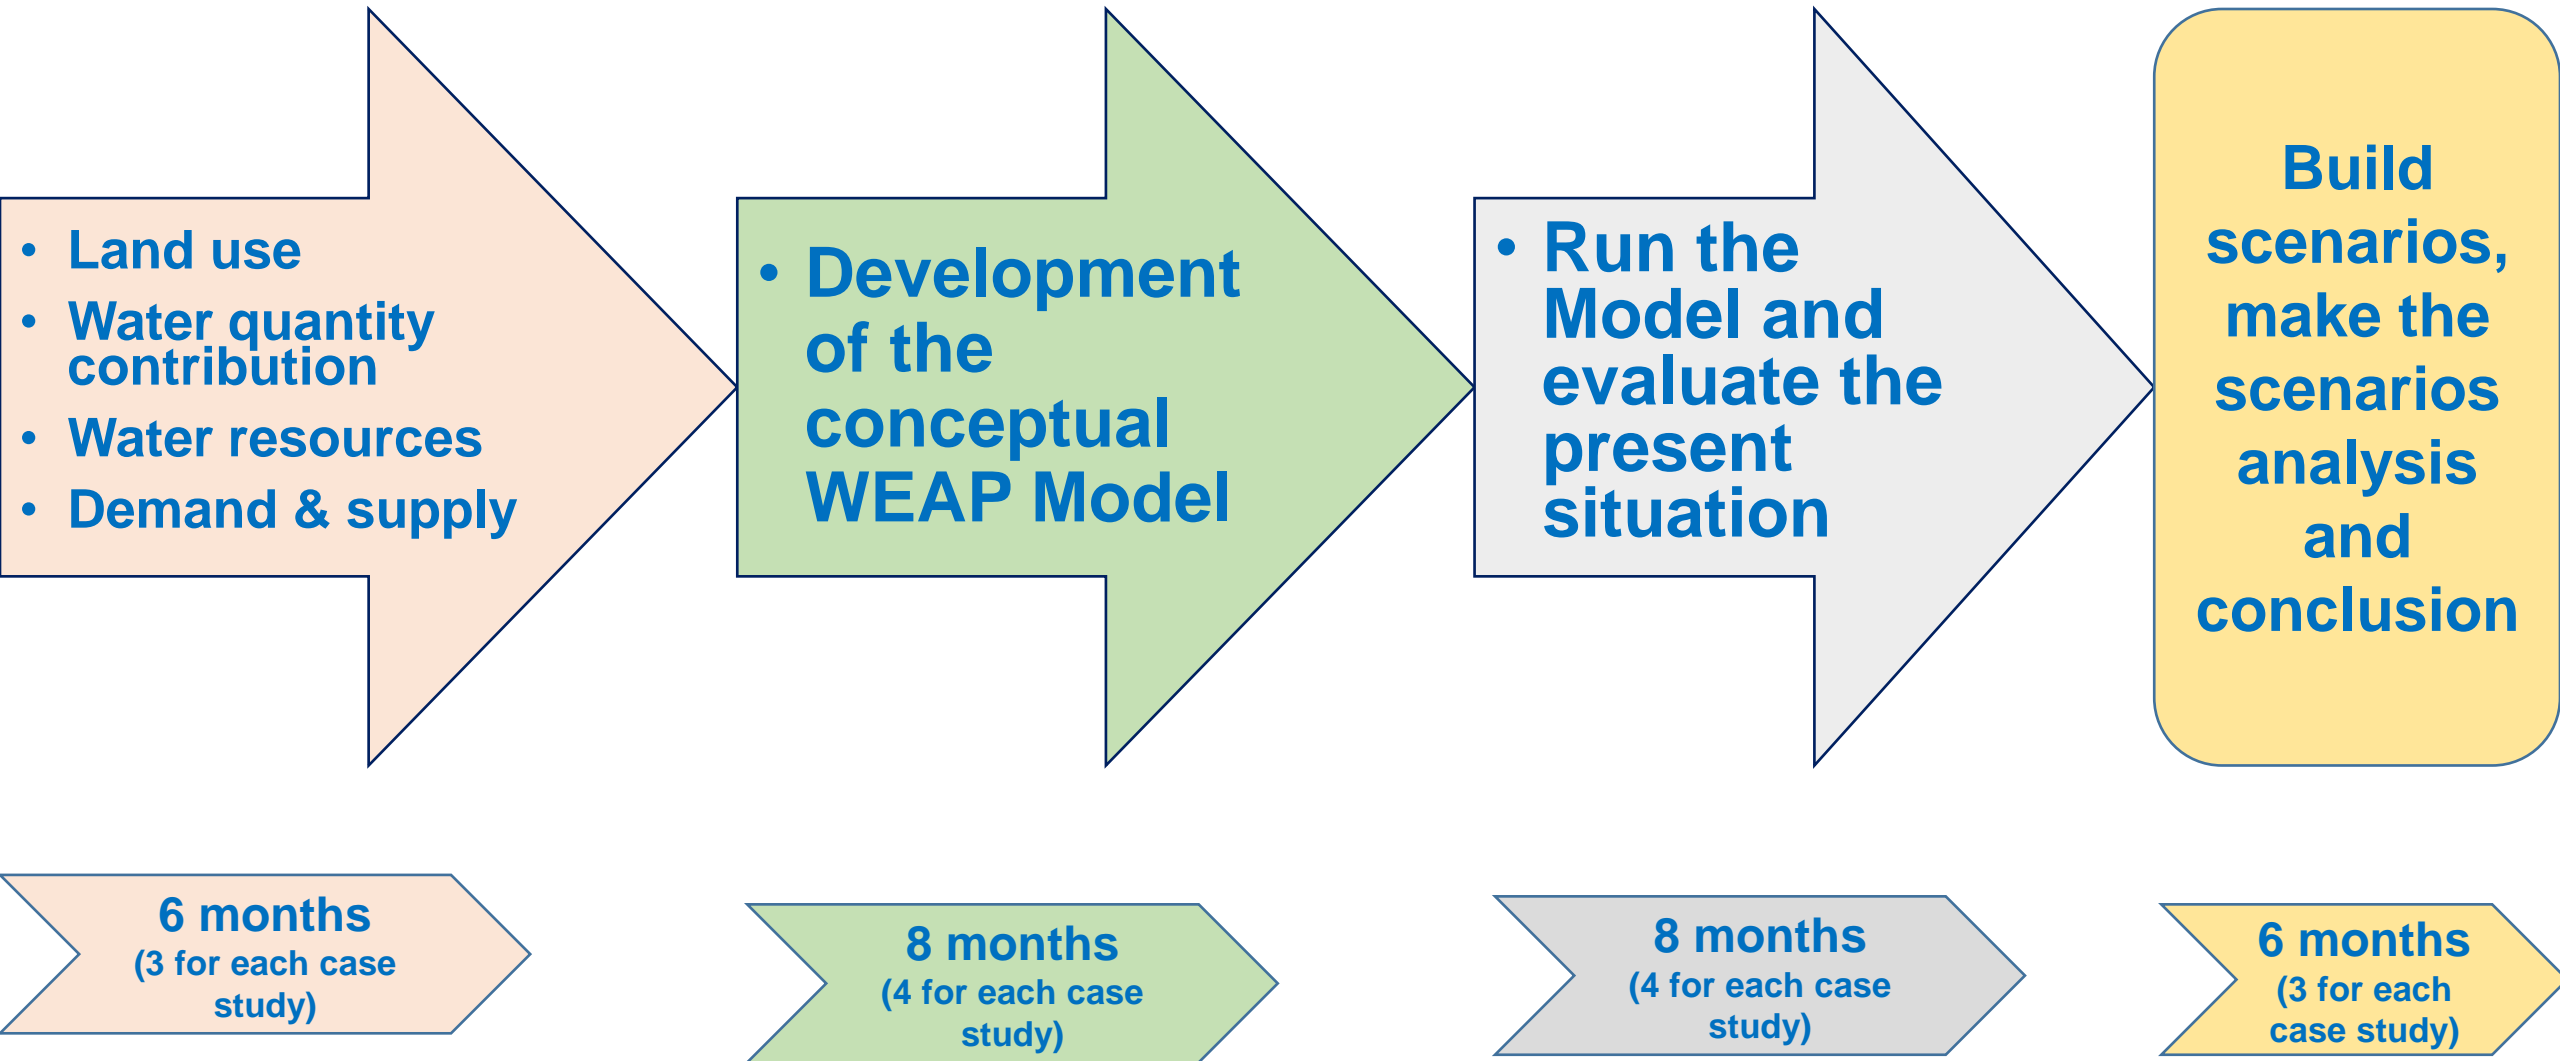 • Land use
• Water quantity
contribution
• Water resources
• Demand & supply
• Development
of the
conceptual
WEAP Model
• Run the
Model and
evaluate the
present
situation
Build
scenarios,
make the
scenarios
analysis
and
conclusion
6 months
(3 for each case
study)
8 months
(4 for each case
study)
8 months
(4 for each case
study)
6 months
(3 for each
case study)